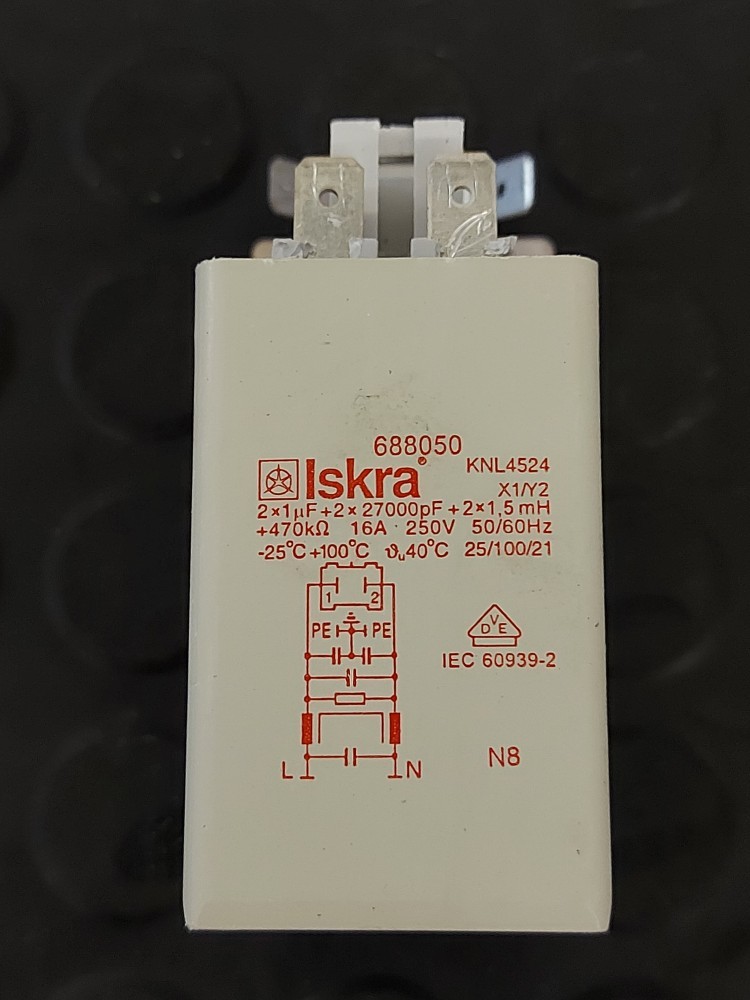 688050
Iskra®
KNL4524
X1/Y2
2×1µF+2×27000pF+2×1,5mH
+470kΩ 16A · 250V 50/60Hz
-25°C+100°C ϑu40°C 25/100/21
1 2
PE PE
DVE
IEC 60939-2
L N
N8